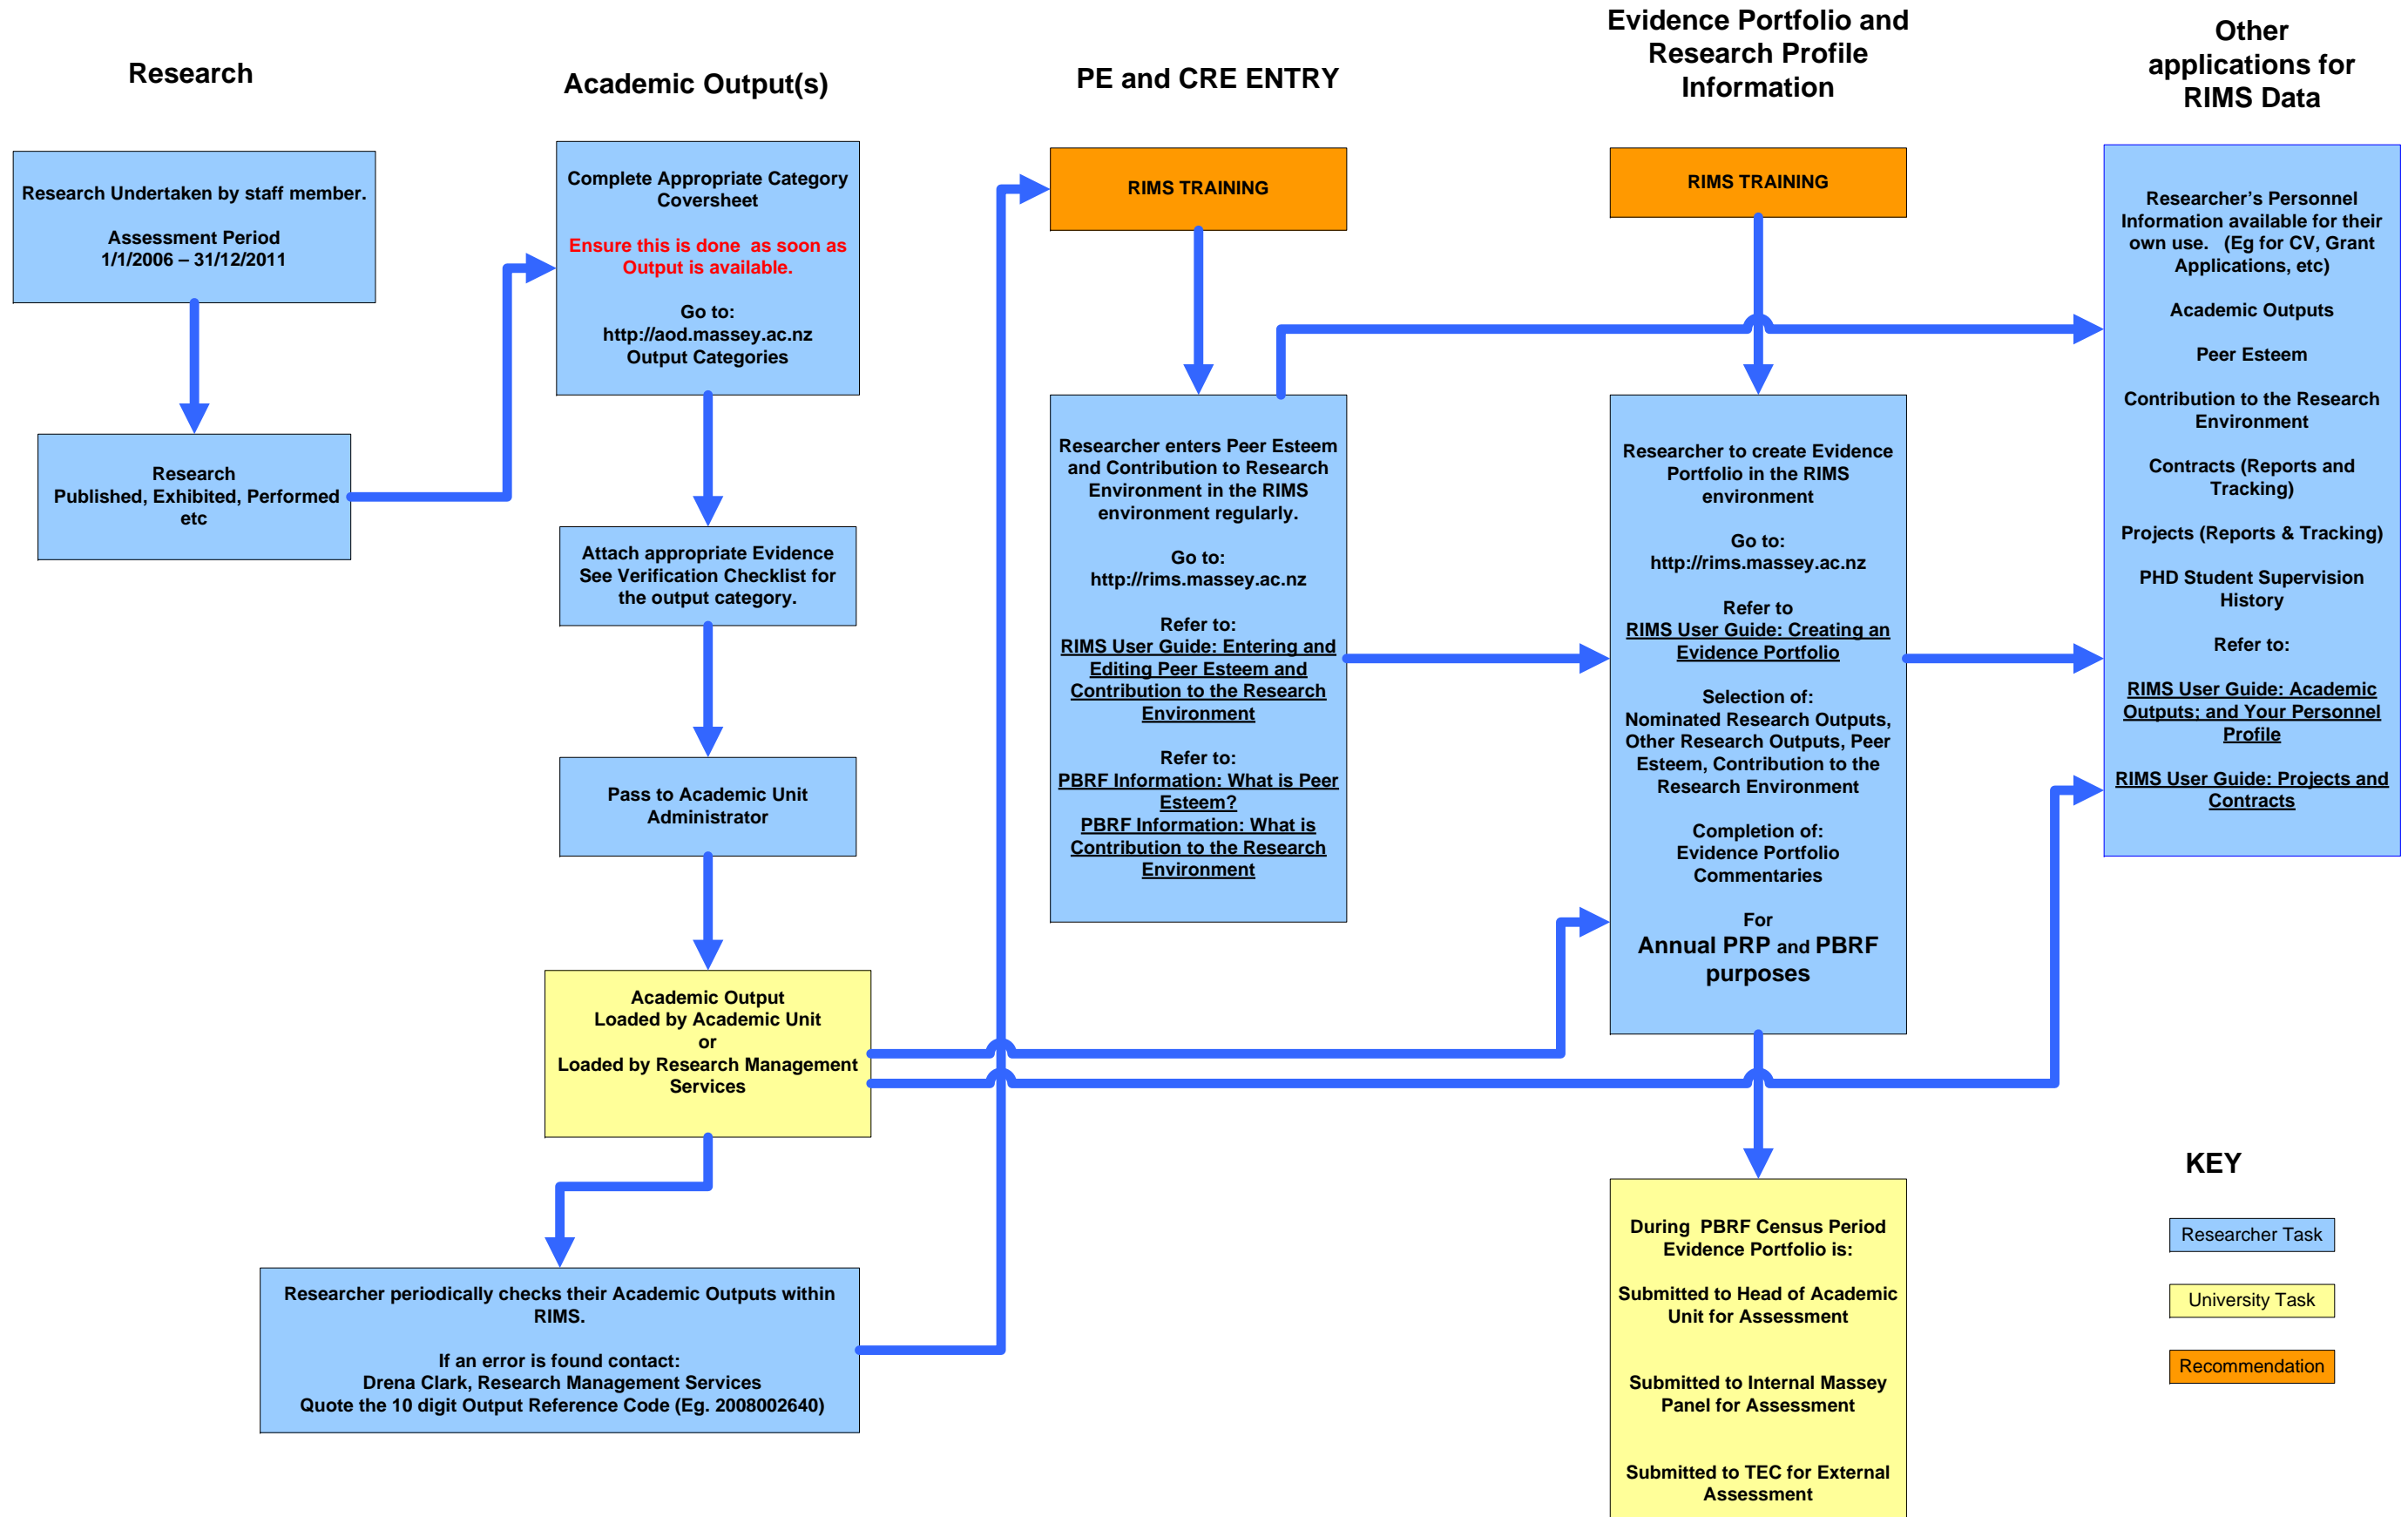 Research
Academic Output(s)
PE and CRE ENTRY
Evidence Portfolio and
Research Profile
Information
Other
applications for
RIMS Data
Research Undertaken by staff member.
Assessment Period
1/1/2006 – 31/12/2011
Research
Published, Exhibited, Performed
etc
Complete Appropriate Category
Coversheet
Ensure this is done as soon as
Output is available.
Go to:
http://aod.massey.ac.nz
Output Categories
Attach appropriate Evidence
See Verification Checklist for
the output category.
Pass to Academic Unit
Administrator
Academic Output
Loaded by Academic Unit
or
Loaded by Research Management
Services
Researcher periodically checks their Academic Outputs within
RIMS.
If an error is found contact:
Drena Clark, Research Management Services
Quote the 10 digit Output Reference Code (Eg. 2008002640)
RIMS TRAINING
Researcher enters Peer Esteem
and Contribution to Research
Environment in the RIMS
environment regularly.
Go to:
http://rims.massey.ac.nz
Refer to:
RIMS User Guide: Entering and
Editing Peer Esteem and
Contribution to the Research
Environment
Refer to:
PBRF Information: What is Peer
Esteem?
PBRF Information: What is
Contribution to the Research
Environment
RIMS TRAINING
Researcher to create Evidence
Portfolio in the RIMS
environment
Go to:
http://rims.massey.ac.nz
Refer to
RIMS User Guide: Creating an
Evidence Portfolio
Selection of:
Nominated Research Outputs,
Other Research Outputs, Peer
Esteem, Contribution to the
Research Environment
Completion of:
Evidence Portfolio
Commentaries
For
Annual PRP and PBRF
purposes
During PBRF Census Period
Evidence Portfolio is:
Submitted to Head of Academic
Unit for Assessment
Submitted to Internal Massey
Panel for Assessment
Submitted to TEC for External
Assessment
Researcher's Personnel
Information available for their
own use. (Eg for CV, Grant
Applications, etc)
Academic Outputs
Peer Esteem
Contribution to the Research
Environment
Contracts (Reports and
Tracking)
Projects (Reports & Tracking)
PHD Student Supervision
History
Refer to:
RIMS User Guide: Academic
Outputs; and Your Personnel
Profile
RIMS User Guide: Projects and
Contracts
KEY
Researcher Task
University Task
Recommendation